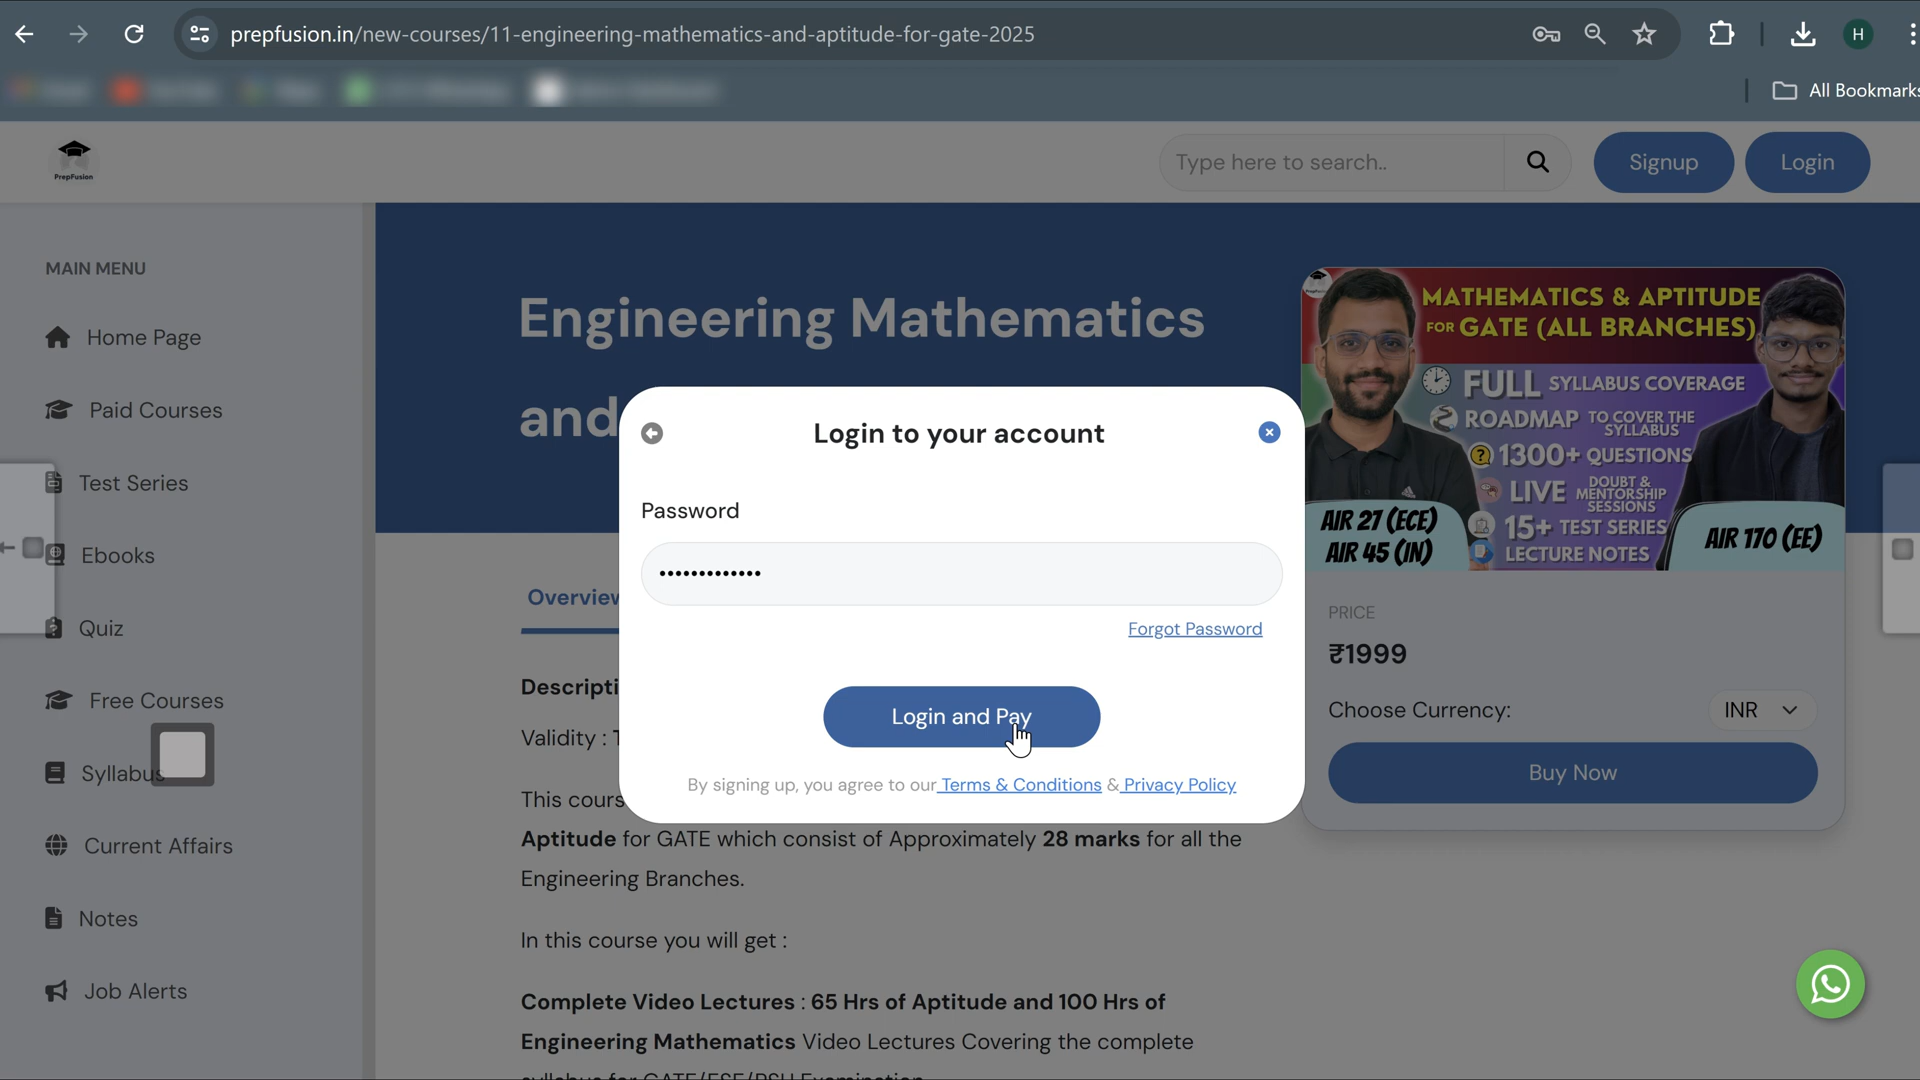 prepfusion.in/new-courses/11-engineering-mathematics-and-aptitude-for-gate-2025
H
All Bookmarks
PrepFusion
Type here to search..
Signup
Login
MAIN MENU
Home Page
Paid Courses
Test Series
Ebooks
Quiz
Free Courses
Syllabus
Current Affairs
Notes
Job Alerts
Engineering Mathematics
and
Overview
Descripti
Validity : T
This cours
Aptitude for GATE which consist of Approximately 28 marks for all the
Engineering Branches.
In this course you will get :
Complete Video Lectures : 65 Hrs of Aptitude and 100 Hrs of
Engineering Mathematics Video Lectures Covering the complete
syllabus for GATE/ESE/PSU Examination
Login to your account
Password
Forgot Password
Login and Pay
By signing up, you agree to our Terms & Conditions & Privacy Policy
MATHEMATICS & APTITUDE
FOR GATE (ALL BRANCHES)
FULL SYLLABUS COVERAGE
ROADMAP TO COVER THE SYLLABUS
1300+ QUESTIONS
LIVE DOUBT & MENTORSHIP SESSIONS
15+ TEST SERIES
LECTURE NOTES
AIR 27 (ECE)
AIR 45 (IN)
AIR 170 (EE)
PRICE
₹1999
Choose Currency:
INR
Buy Now